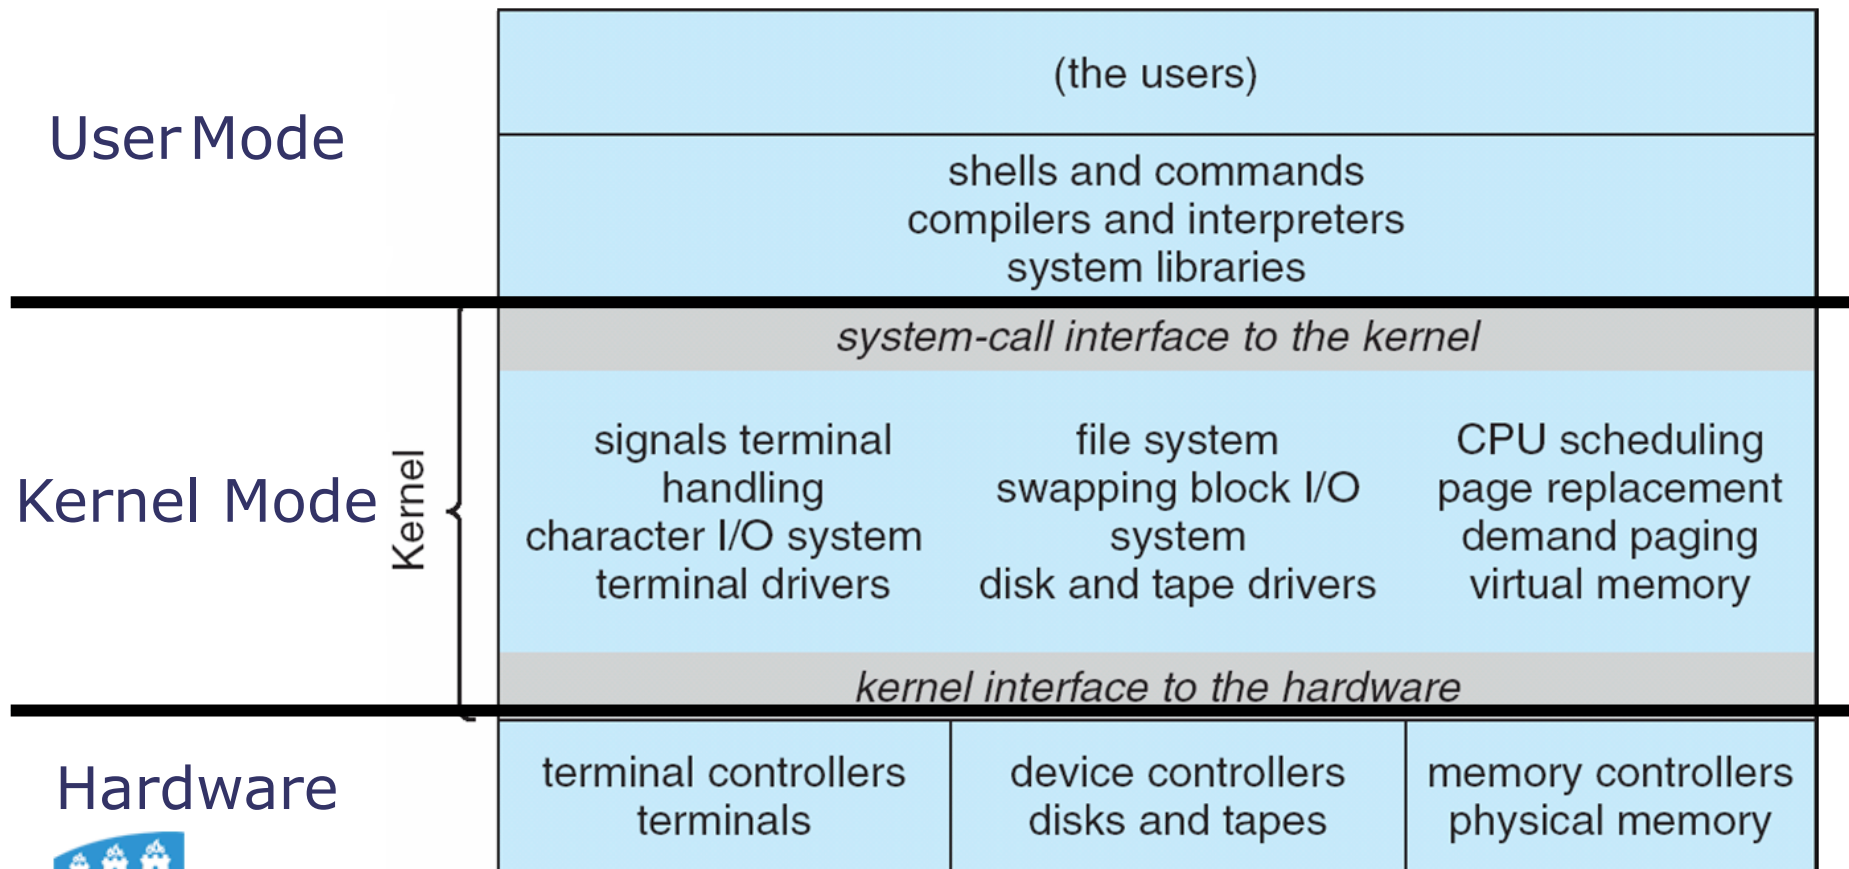 (the users)
User Mode
shells and commands
compilers and interpreters
system libraries
system-call interface to the kernel
Kernel Mode
Kernel
signals terminal
handling
character I/O system
terminal drivers
file system
swapping block I/O
system
disk and tape drivers
CPU scheduling
page replacement
demand paging
virtual memory
kernel interface to the hardware
Hardware
terminal controllers
terminals
device controllers
disks and tapes
memory controllers
physical memory